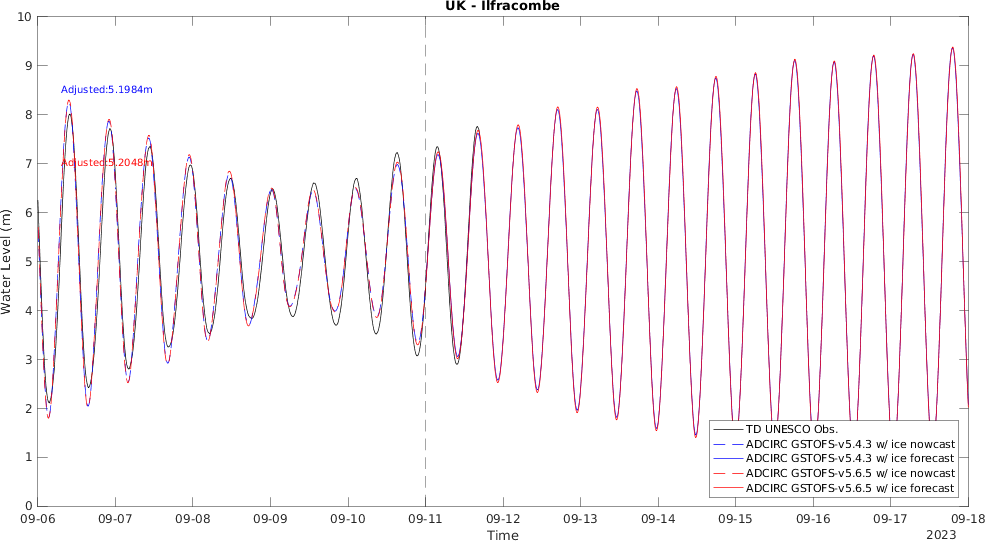 UK - Ilfracombe
10
9
8
7
6
5
4
3
2
1
0
Water Level (m)
Adjusted:5.1984m
Adjusted:5.2048m
TD UNESCO Obs.
ADCIRC GSTOFS-v5.4.3 w/ ice nowcast
ADCIRC GSTOFS-v5.4.3 w/ ice forecast
ADCIRC GSTOFS-v5.6.5 w/ ice nowcast
ADCIRC GSTOFS-v5.6.5 w/ ice forecast
09-06 09-07 09-08 09-09 09-10 09-11 09-12 09-13 09-14 09-15 09-16 09-17 09-18
Time
2023